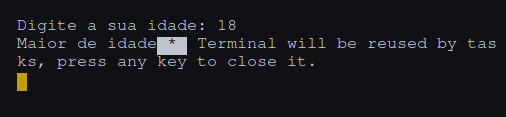 Digite a sua idade: 18
Maior de idade * Terminal will be reused by tas
ks, press any key to close it.